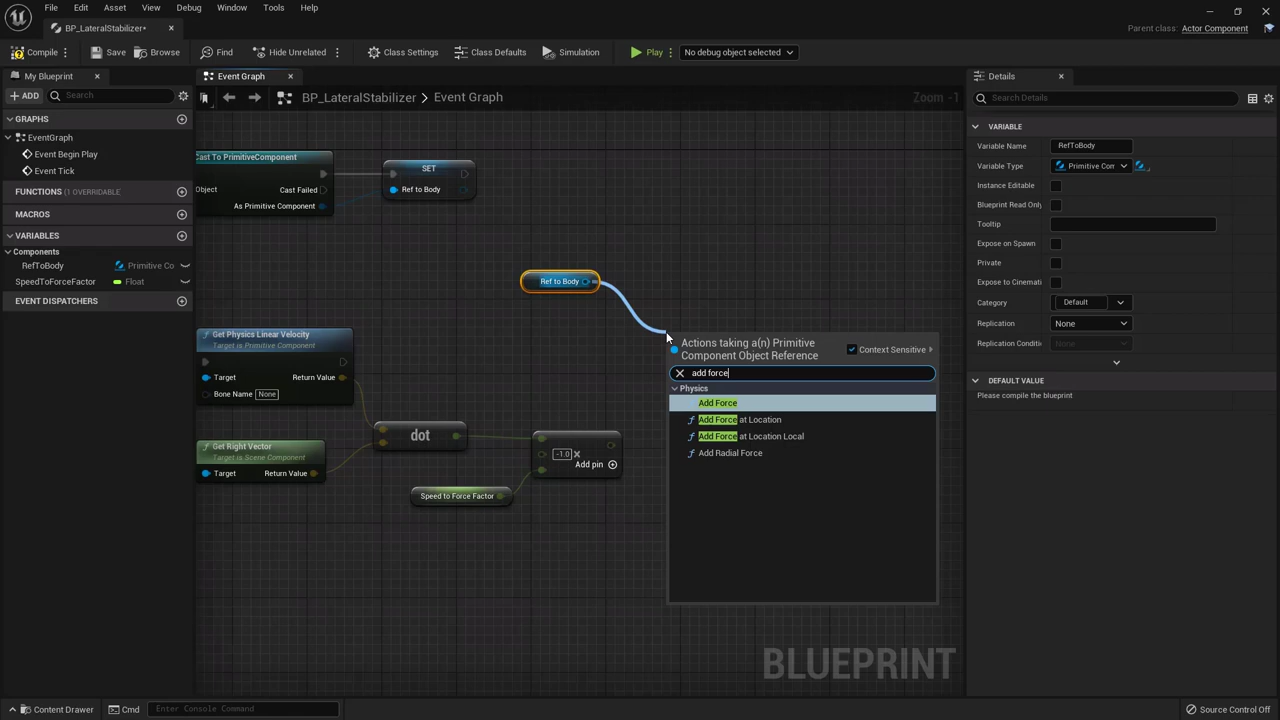 File Edit Asset View Debug Window Tools Help
BP_LateralStabilizer•
Parent class: Actor Component
Compile Save Browse Find Hide Unrelated Class Settings Class Defaults Simulation Play No debug object selected
My Blueprint
ADD Search
GRAPHS
EventGraph
Event Begin Play
Event Tick
FUNCTIONS (1 OVERRIDABLE
MACROS
VARIABLES
Components
RefToBody Primitive Co
SpeedToForceFactor Float
EVENT DISPATCHERS
Event Graph
BP_LateralStabilizer > Event Graph
Zoom -1
Cast To PrimitiveComponent
Object Cast Failed
As Primitive Component
SET
Ref to Body
Ref to Body
Get Physics Linear Velocity
Target is Primitive Component
Target Return Value
Bone Name None
Get Right Vector
Target is Scene Component
Target Return Value
dot
-1.0 X
Add pin
Speed to Force Factor
Actions taking a(n) Primitive
Component Object Reference
Context Sensitive
add force
Physics
Add Force
Add Force at Location
Add Force at Location Local
Add Radial Force
BLUEPRINT
Details
Search Details
VARIABLE
Variable Name RefToBody
Variable Type Primitive Con
Instance Editable
Blueprint Read Only
Tooltip
Expose on Spawn
Private
Expose to Cinemati
Category Default
Replication None
Replication Conditi None
DEFAULT VALUE
Please compile the blueprint
Content Drawer Cmd Enter Console Command Source Control Off